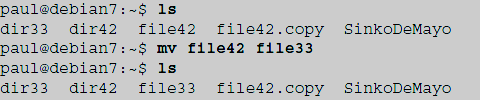 paul@debian7:~$ ls
dir33  dir42  file42  file42.copy  SinkoDeMayo
paul@debian7:~$ mv file42 file33
paul@debian7:~$ ls
dir33  dir42  file33  file42.copy  SinkoDeMayo